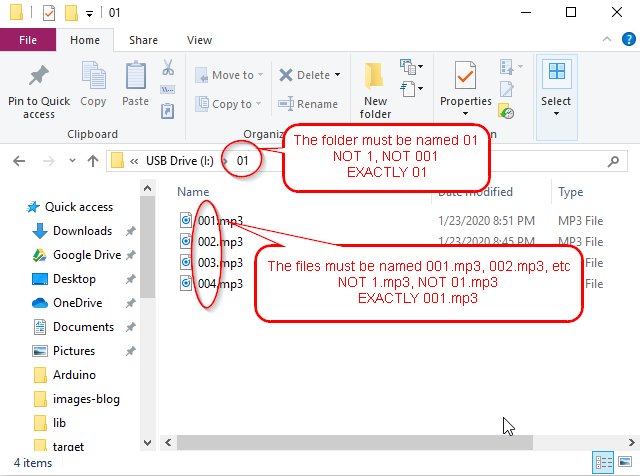 01
File Home Share View
Move to Delete
Pin to Quick access Copy Paste Copy to Rename New folder Properties Select
Clipboard Organiz
The folder must be named 01
NOT 1, NOT 001
EXACTLY 01
« USB Drive (I:) › 01
Name Date modified Type
Quick access
001.mp3 1/23/2020 8:51 PM MP3 File
Downloads
002.mp3 1/23/2020 8:45 PM MP3 File
Google Drive
003.mp3 File
Desktop
004.mp3 File
The files must be named 001.mp3, 002.mp3, etc
NOT 1.mp3, NOT 01.mp3
EXACTLY 001.mp3
OneDrive
Documents
Pictures
Arduino
images-blog
lib
target
4 items